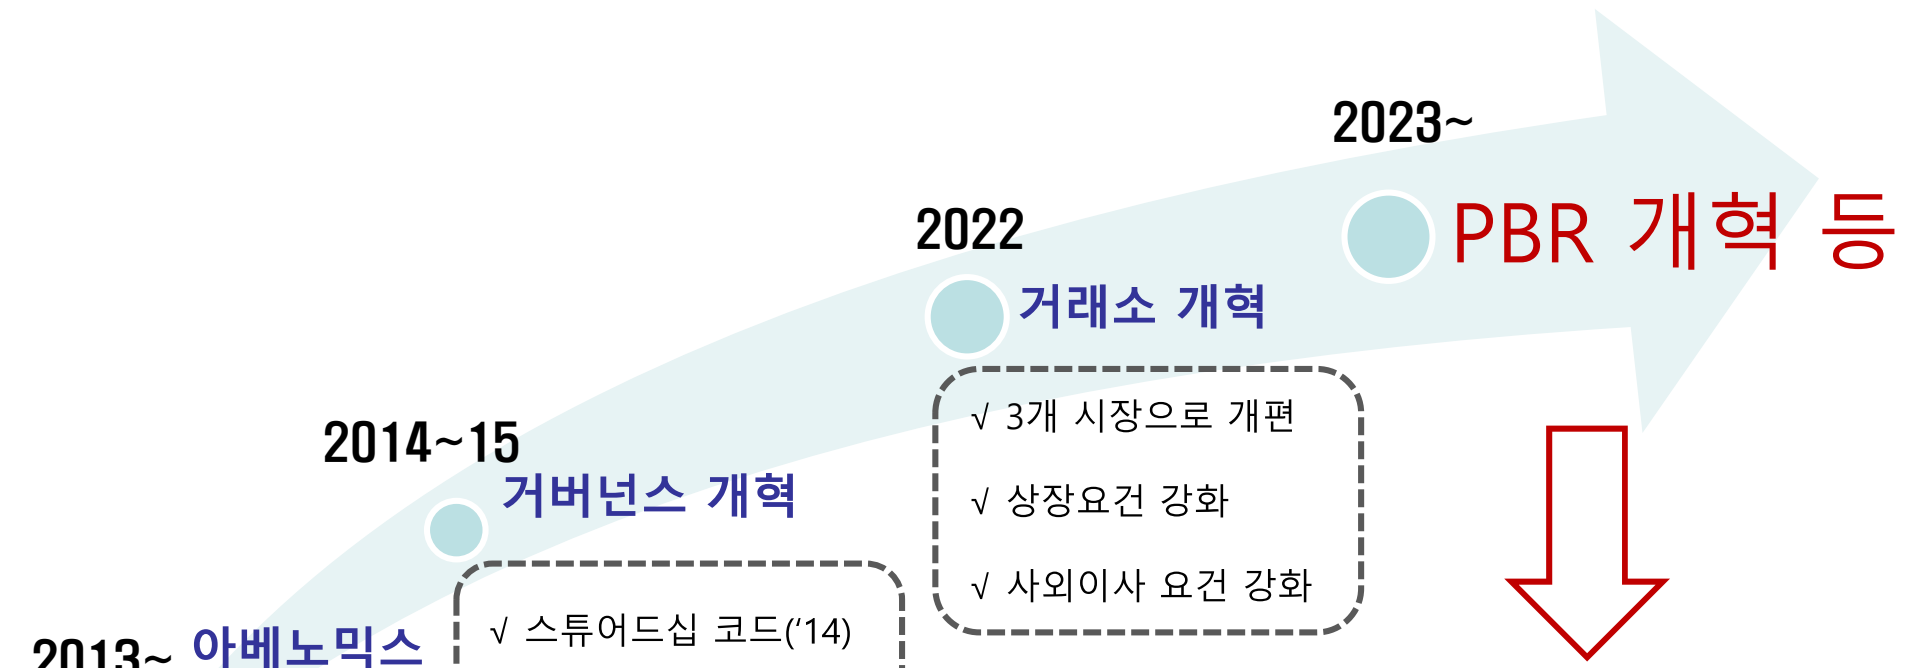 2023~
PBR 개혁 등
2022
거래소 개혁
√ 3개 시장으로 개편
√ 상장요건 강화
√ 사외이사 요건 강화
2014~15
거버넌스 개혁
√ 스튜어드십 코드(‘14)
2013~ 아베노믹스